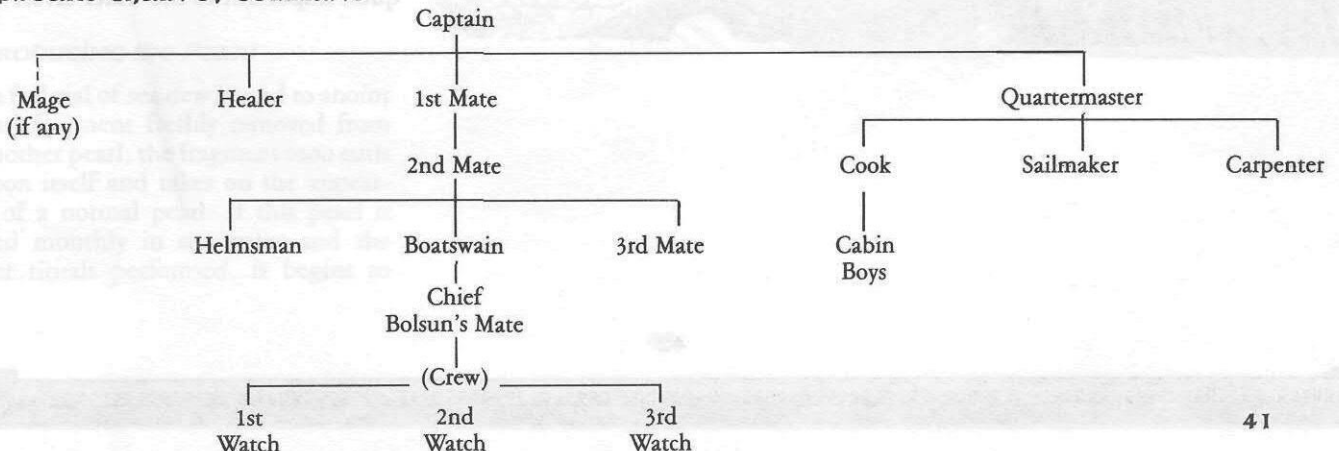 Captain
Mage
(if any)
Healer
1st Mate
Quartermaster
2nd Mate
Cook
Sailmaker
Carpenter
Helmsman
Boatswain
3rd Mate
Cabin
Boys
Chief
Bolsun's Mate
(Crew)
1st
Watch
2nd
Watch
3rd
Watch
41